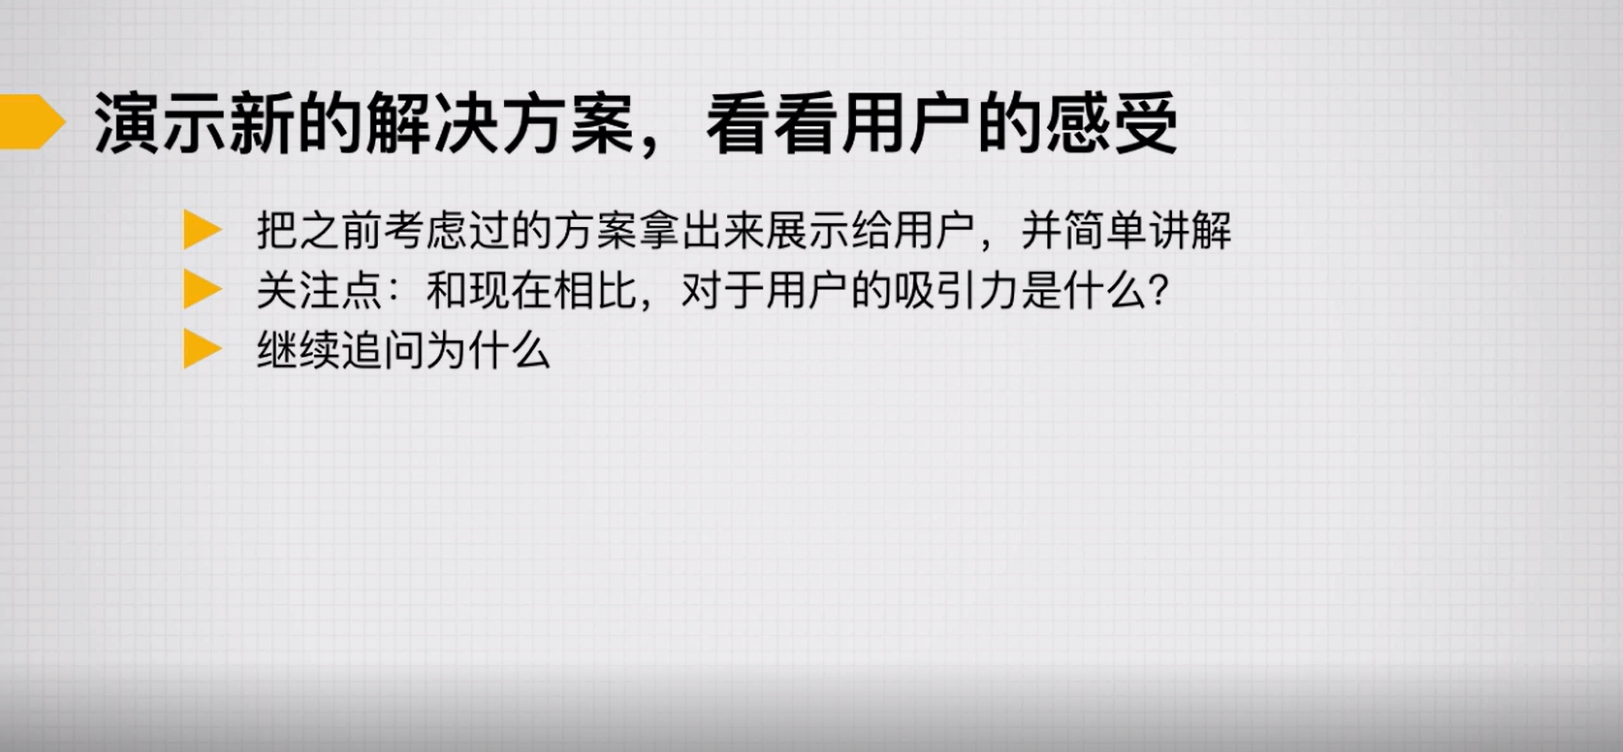 演示新的解决方案，看看用户的感受
把之前考虑过的方案拿出来展示给用户，并简单讲解
关注点：和现在相比，对于用户的吸引力是什么？
继续追问为什么